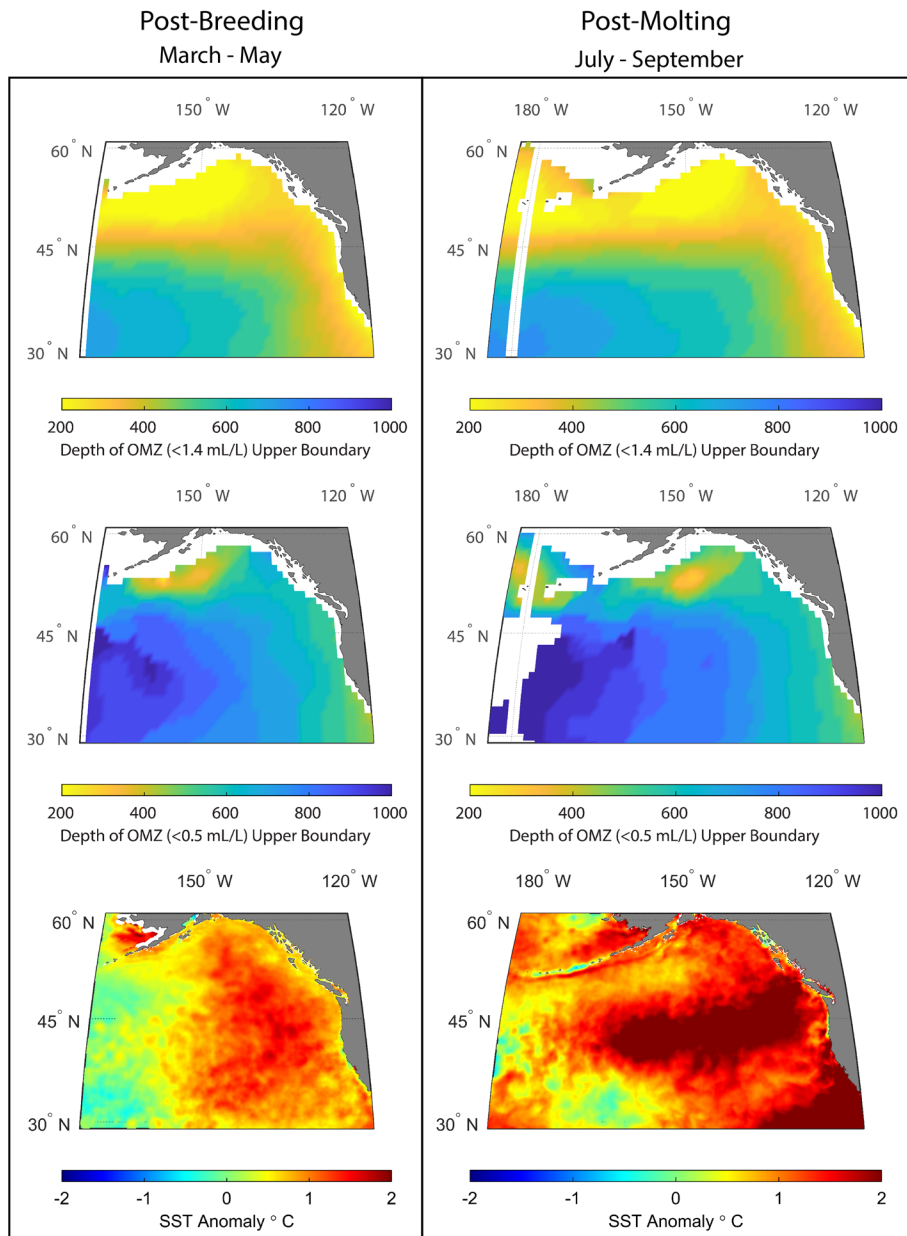 Post-Breeding
March - May
Post-Molting
July - September
150° W
120° W
60° N
45° N
30° N
200 400 600 800 1000
Depth of OMZ (<1.4 mL/L) Upper Boundary
180° W
150° W
120° W
60° N
45° N
30° N
200 400 600 800 1000
Depth of OMZ (<1.4 mL/L) Upper Boundary
150° W
120° W
60° N
45° N
30° N
200 400 600 800 1000
Depth of OMZ (<0.5 mL/L) Upper Boundary
180° W
150° W
120° W
60° N
45° N
30° N
200 400 600 800 1000
Depth of OMZ (<0.5 mL/L) Upper Boundary
150° W
120° W
60° N
45° N
30° N
-2 -1 0 1 2
SST Anomaly ° C
180° W
150° W
120° W
60° N
45° N
30° N
-2 -1 0 1 2
SST Anomaly ° C